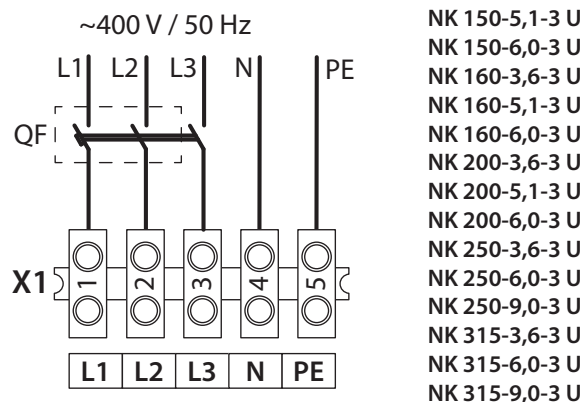 ~400 V / 50 Hz
L1 L2 L3 N PE
QF
X1
1 2 3 4 5
L1 L2 L3 N PE
NK 150-5,1-3 U
NK 150-6,0-3 U
NK 160-3,6-3 U
NK 160-5,1-3 U
NK 160-6,0-3 U
NK 200-3,6-3 U
NK 200-5,1-3 U
NK 200-6,0-3 U
NK 250-3,6-3 U
NK 250-6,0-3 U
NK 250-9,0-3 U
NK 315-3,6-3 U
NK 315-6,0-3 U
NK 315-9,0-3 U